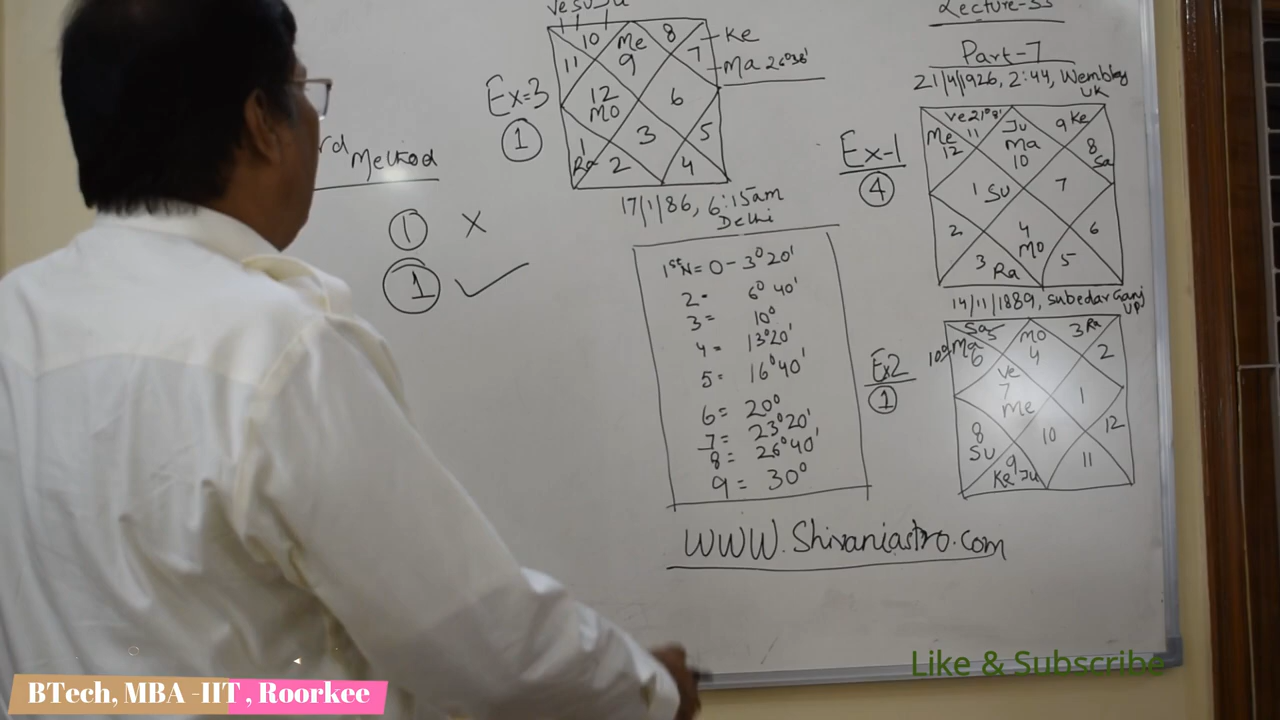 rd Method
① X
① ✓
Ve Su Ju
10 Me 8 Ke
11 9 7 Ma 26°38'
Ex=3
①
12 Mo 6
3 5
1 Ra 2 4
17/1/86, 6:15am
Delhi
1st N = 0 - 3° 20'
2= 6° 40'
3= 10°
4= 13°20'
5= 16°40'
6= 20°
7= 23°20'
8= 26°40'
9= 30°
WWW.Shivaniastro.com
Part-7
21/4/1926, 2:44, Wembley
UK
Ex-1
④
Me 12 11 Ju Ma 10 9 Ke 8 Sa
1 Su 7
2 4 Mo 6
3 Ra 5
14/11/1889, Subedar Ganj
UP
Ex2
①
Sa 5 Mo 4 3 Ra
Ma 6 2
Ve 7 Me 1
8 Su 10 12
9 Ke Ju 11
Like & Subscribe
BTech, MBA -IIT , Roorkee